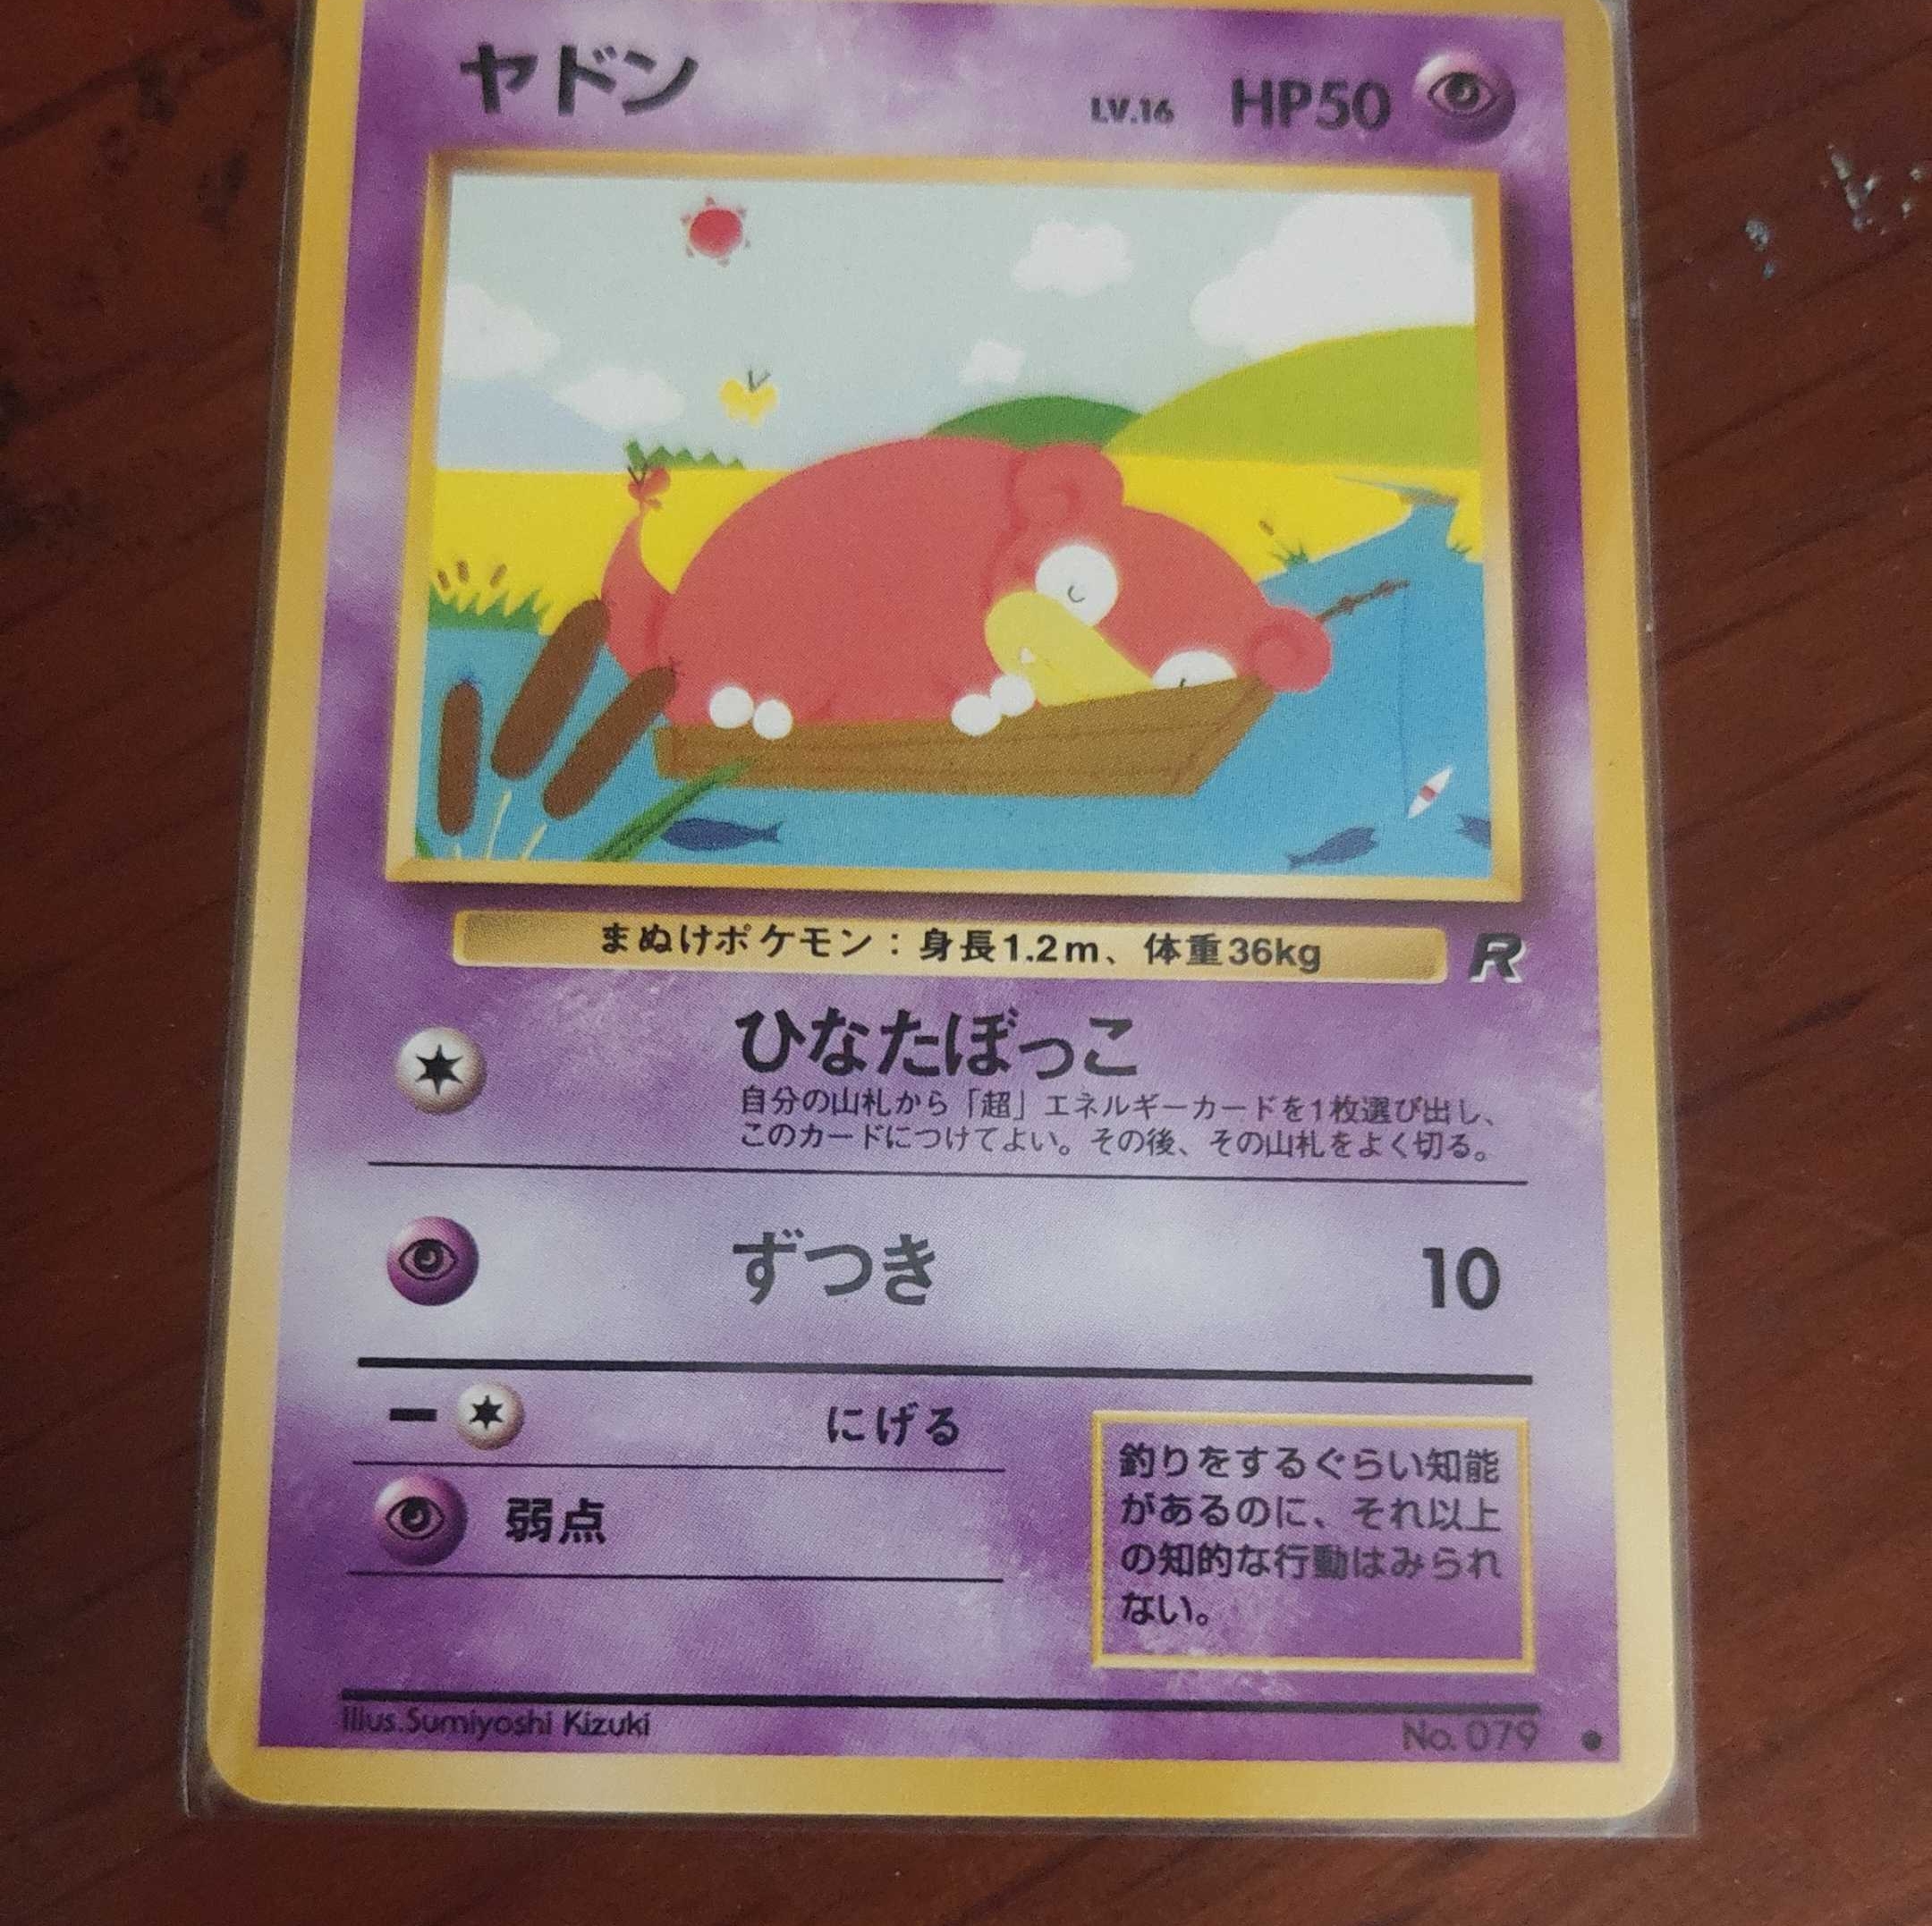 ヤドン LV.16 HP50
まぬけポケモン：身長1.2m、体重36kg R
ひなたぼっこ
自分の山札から「超」エネルギーカードを1枚選び出し、
このカードにつけてよい。その後、その山札をよく切る。
ずつき 10
にげる
弱点
釣りをするぐらい知能
があるのに、それ以上
の知的な行動はみられ
ない。
Illus.Sumiyoshi Kizuki No.079